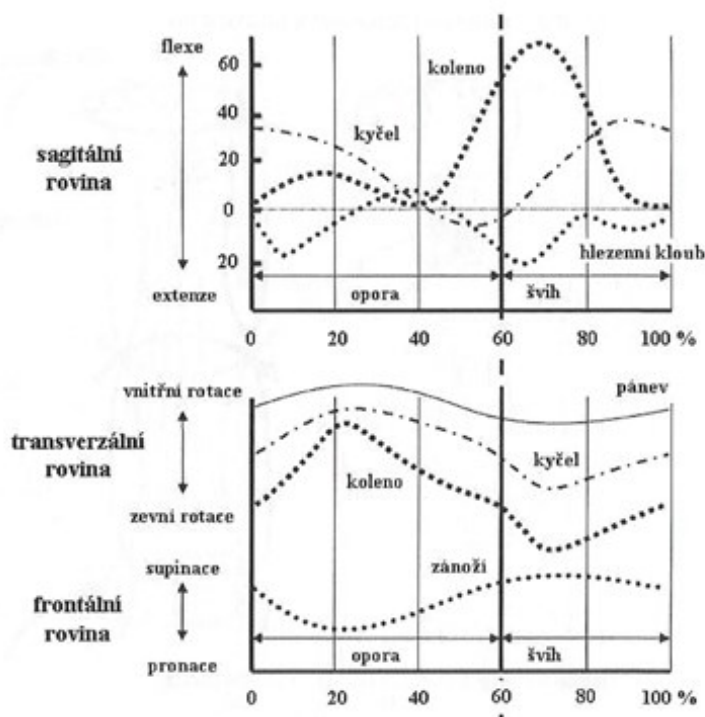 flexe
60
koleno
40
kyčel
sagitální
rovina
20
0
20
hlezenní kloub
extenze
opora
švih
0 20 40 60 80 100 %
vnitřní rotace
pánev
transverzální
rovina
kyčel
koleno
zevní rotace
supinace
zánoží
frontální
rovina
opora
švih
pronace
0 20 40 60 80 100 %